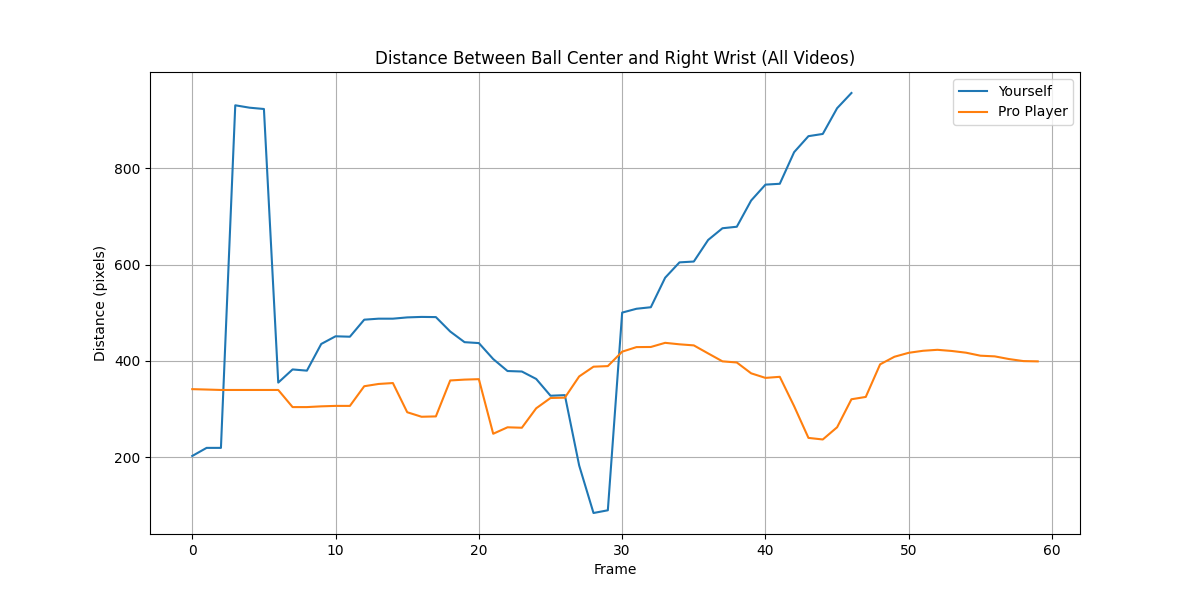 Distance Between Ball Center and Right Wrist (All Videos)
Yourself
Pro Player
Distance (pixels)
800
600
400
200
0 10 20 30 40 50 60
Frame